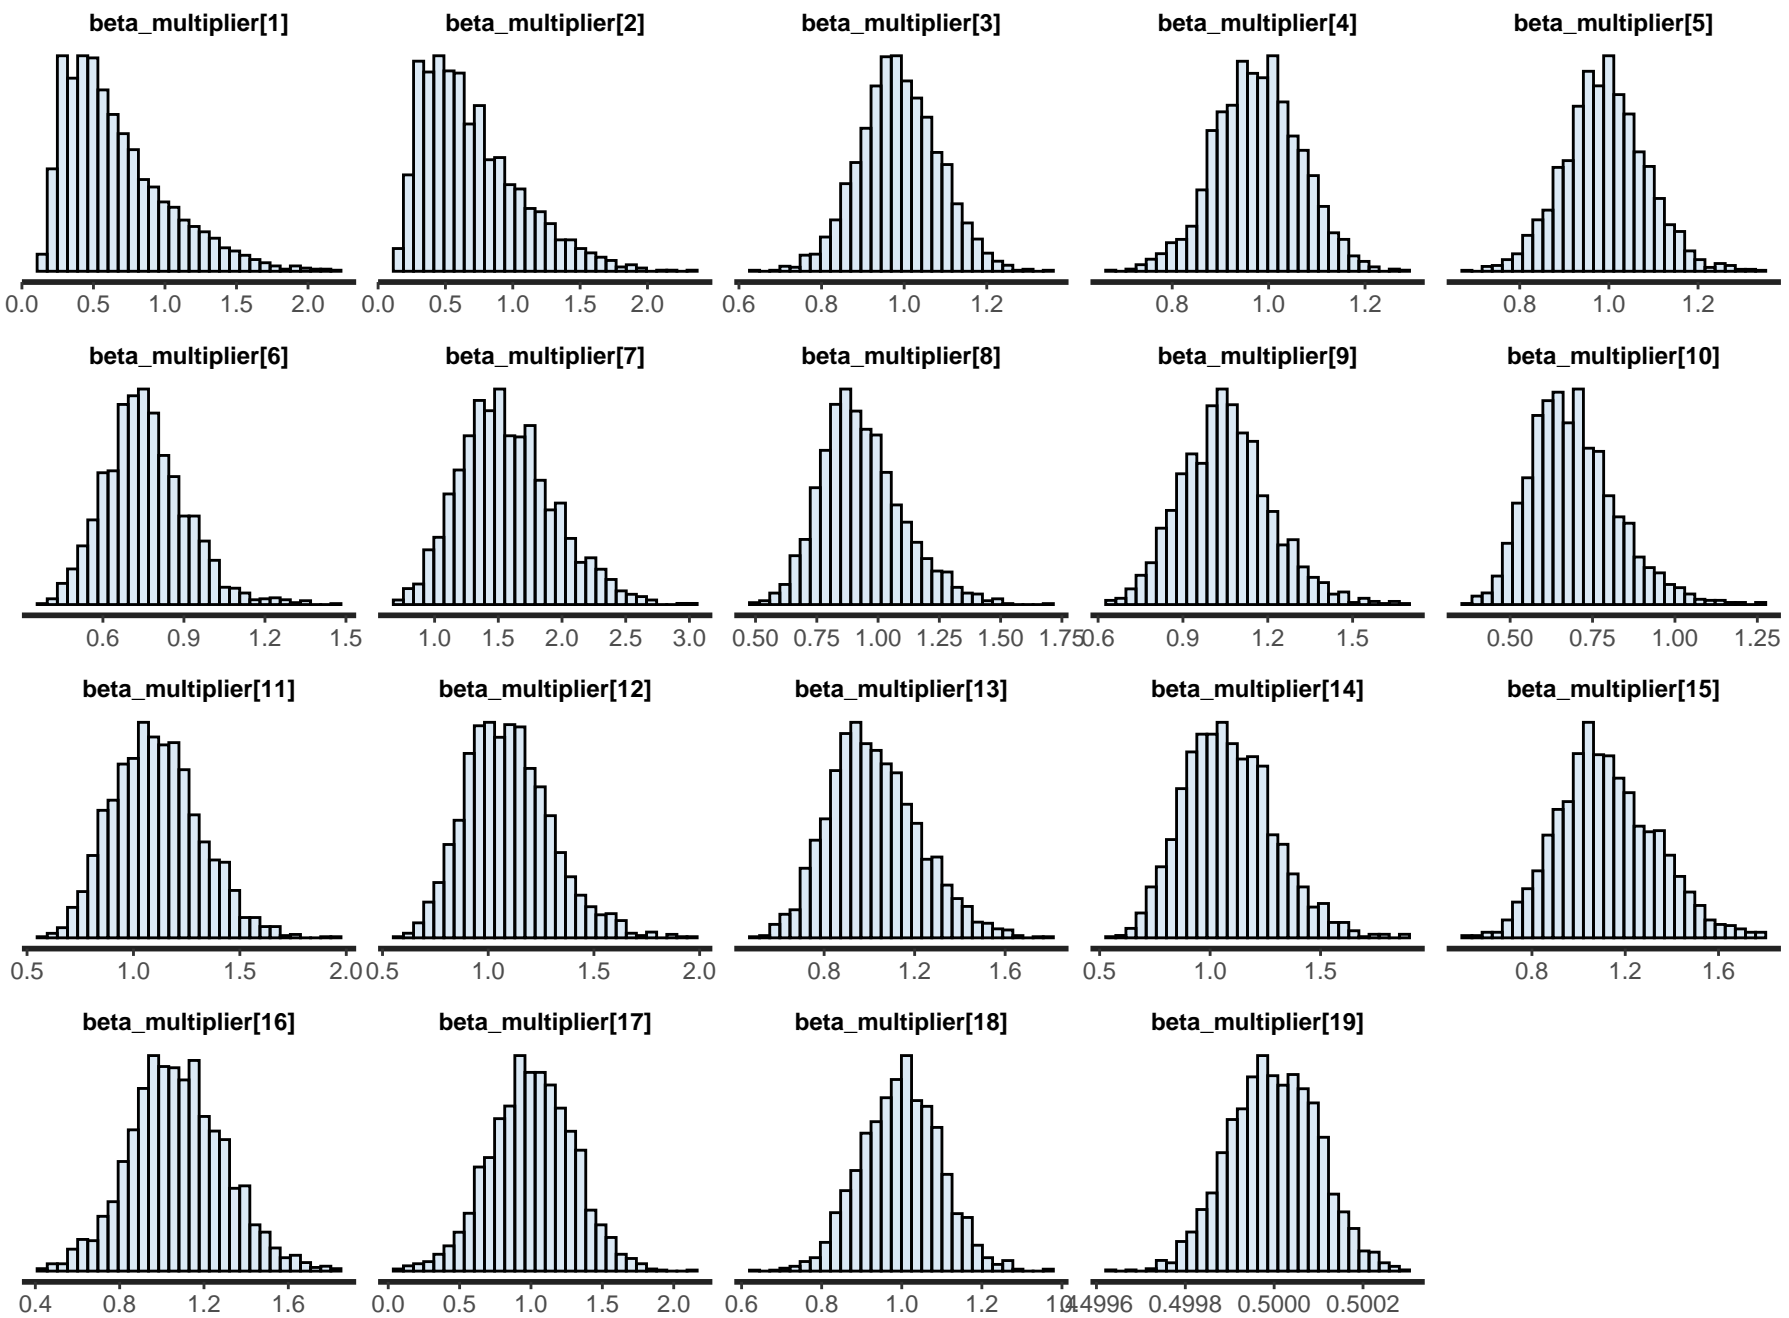 beta_multiplier[1] beta_multiplier[2] beta_multiplier[3] beta_multiplier[4] beta_multiplier[5]
0.0 0.5 1.0 1.5 2.0 0.0 0.5 1.0 1.5 2.0 0.6 0.8 1.0 1.2 0.8 1.0 1.2 0.8 1.0 1.2
beta_multiplier[6] beta_multiplier[7] beta_multiplier[8] beta_multiplier[9] beta_multiplier[10]
0.6 0.9 1.2 1.5 1.0 1.5 2.0 2.5 3.0 0.50 0.75 1.00 1.25 1.50 1.75 0.6 0.9 1.2 1.5 0.50 0.75 1.00 1.25
beta_multiplier[11] beta_multiplier[12] beta_multiplier[13] beta_multiplier[14] beta_multiplier[15]
0.5 1.0 1.5 2.0 0.5 1.0 1.5 2.0 0.8 1.2 1.6 0.5 1.0 1.5 0.8 1.2 1.6
beta_multiplier[16] beta_multiplier[17] beta_multiplier[18] beta_multiplier[19]
0.4 0.8 1.2 1.6 0.0 0.5 1.0 1.5 2.0 0.6 0.8 1.0 1.2 1.4 0.4996 0.4998 0.5000 0.5002